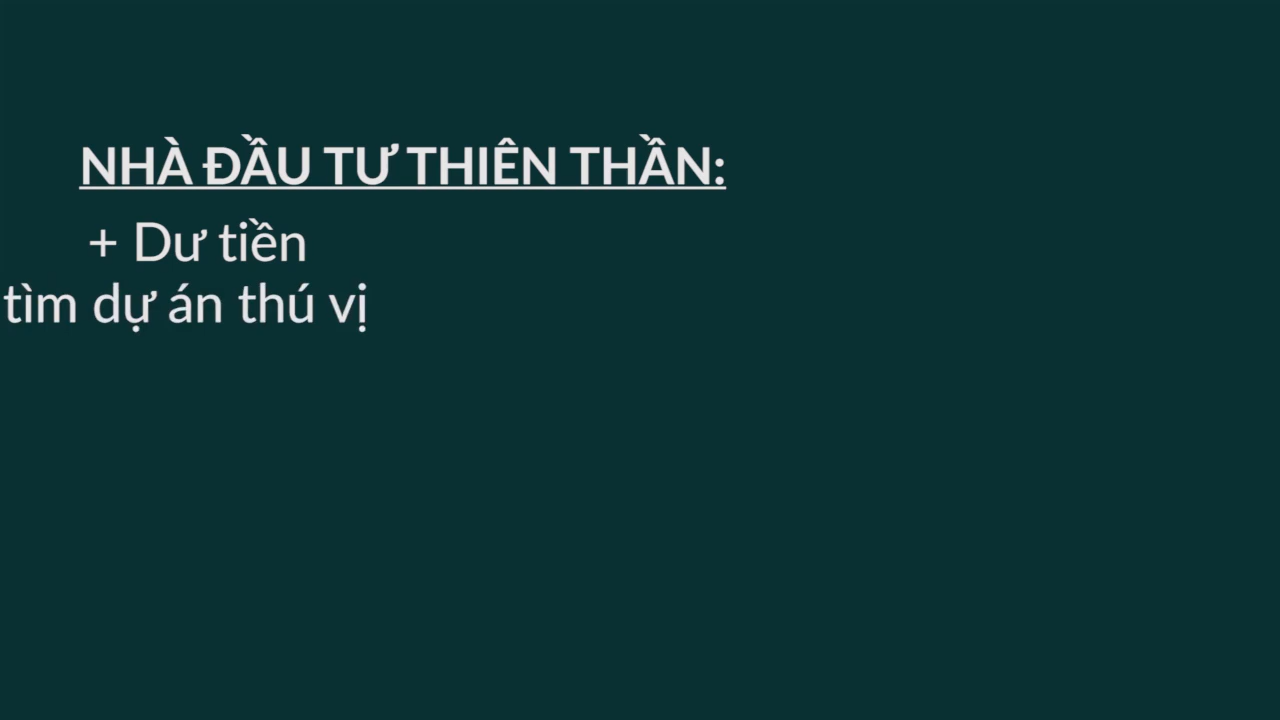 NHÀ ĐẦU TƯ THIÊN THẦN:
+ Dư tiền
tìm dự án thú vị